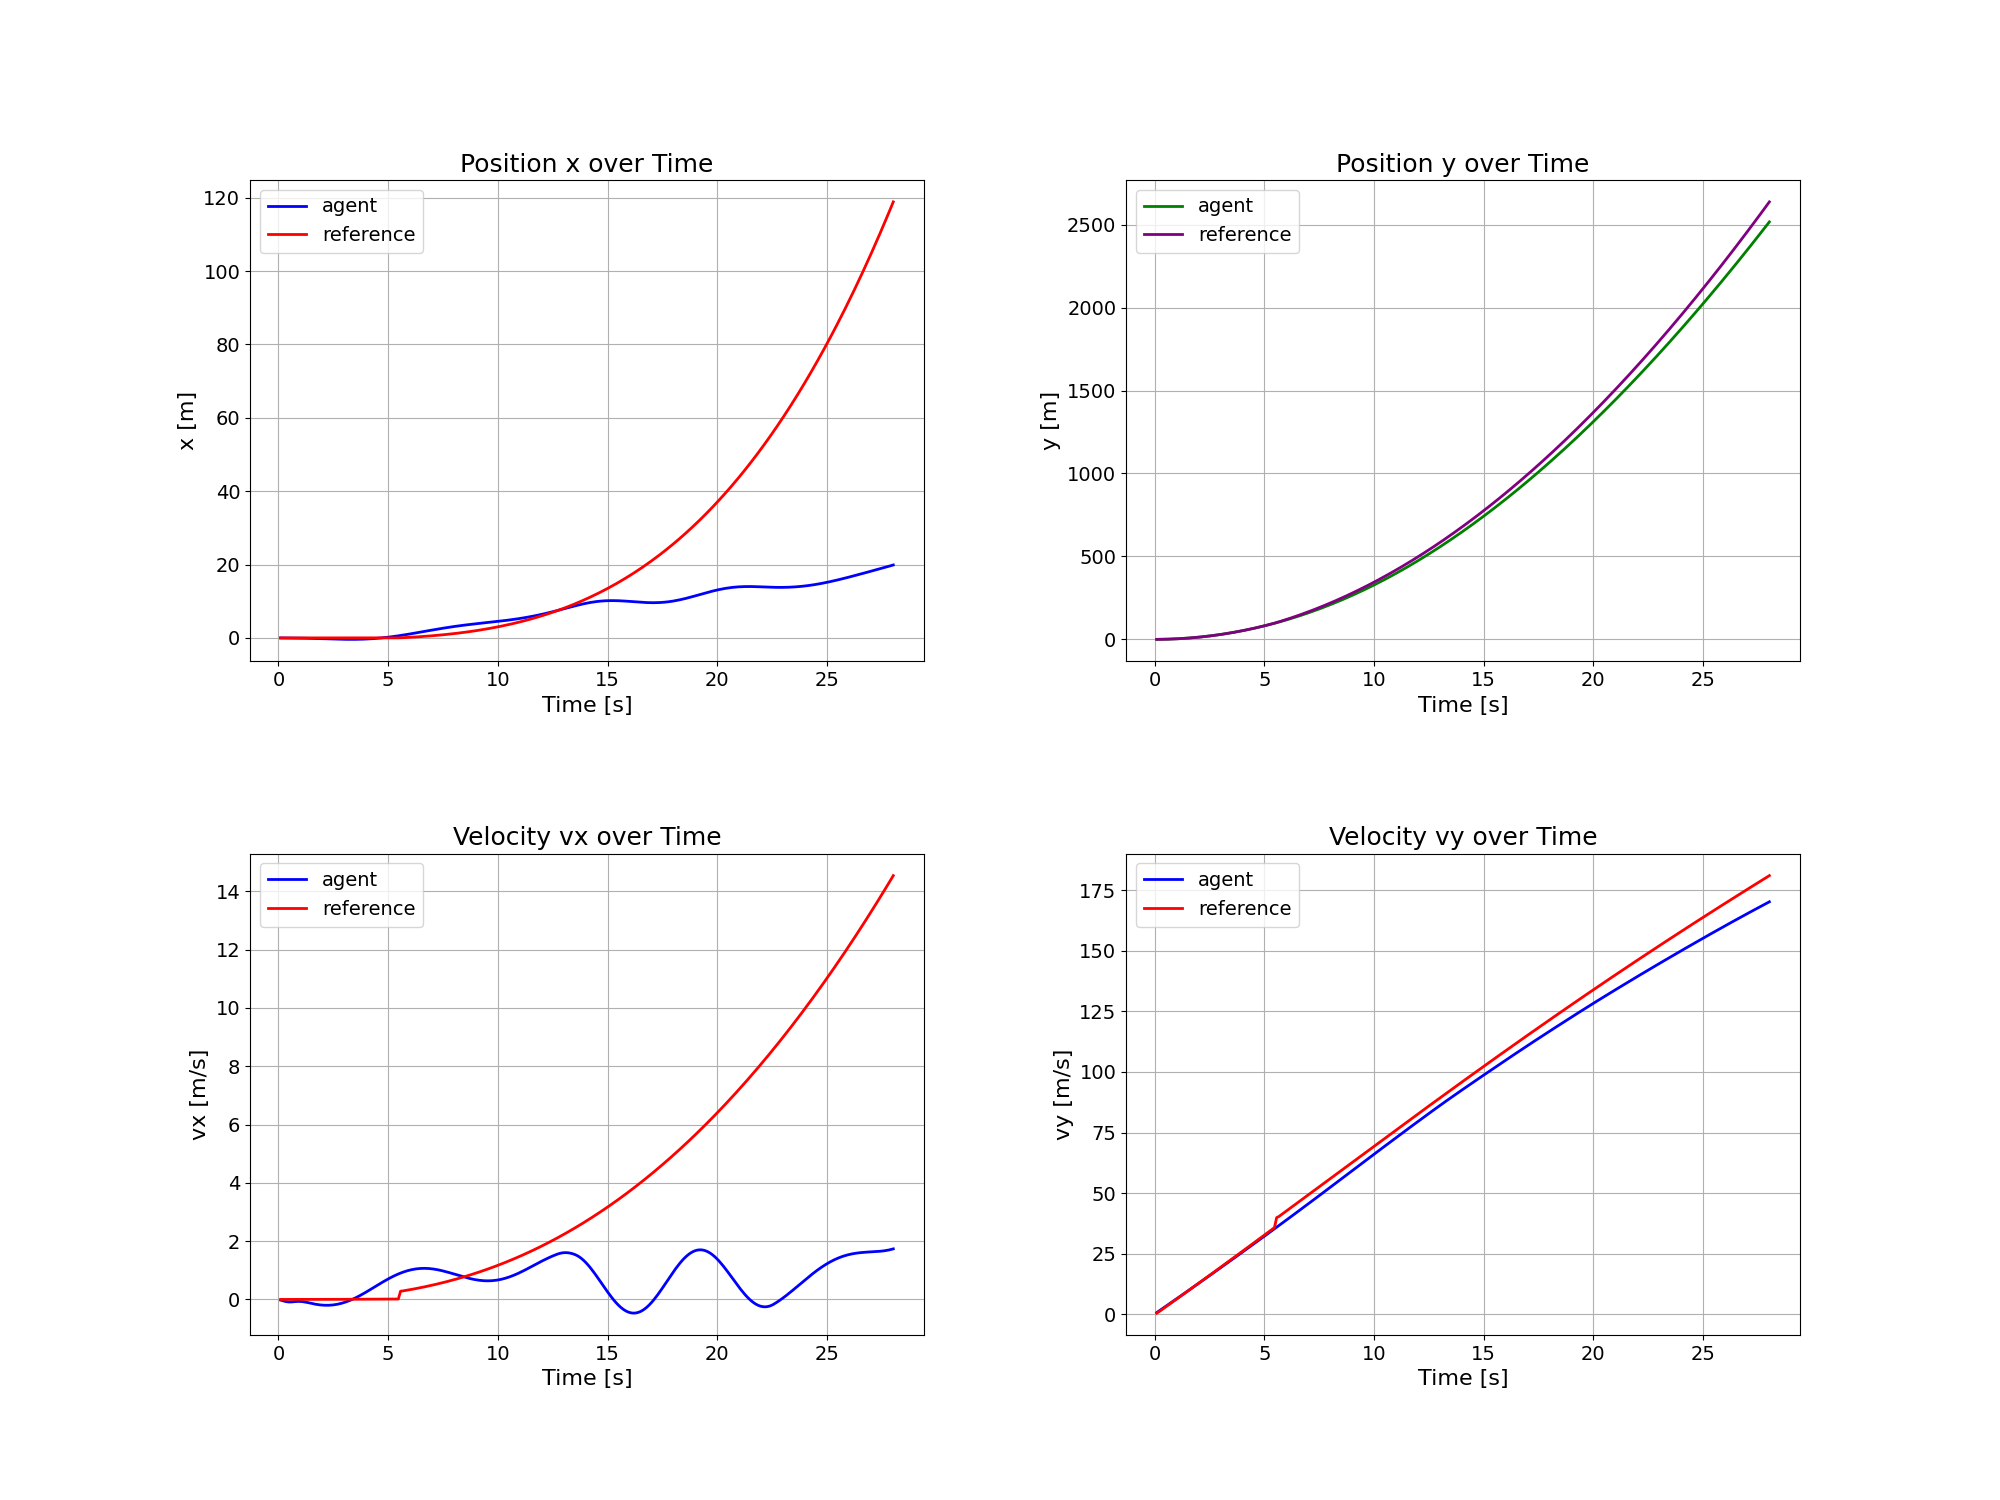 Position x over Time
agent
reference
120
100
80
60
40
20
0
x [m]
0 5 10 15 20 25
Time [s]
Position y over Time
agent
reference
2500
2000
1500
1000
500
0
y [m]
0 5 10 15 20 25
Time [s]
Velocity vx over Time
agent
reference
14
12
10
8
6
4
2
0
vx [m/s]
0 5 10 15 20 25
Time [s]
Velocity vy over Time
agent
reference
175
150
125
100
75
50
25
0
vy [m/s]
0 5 10 15 20 25
Time [s]